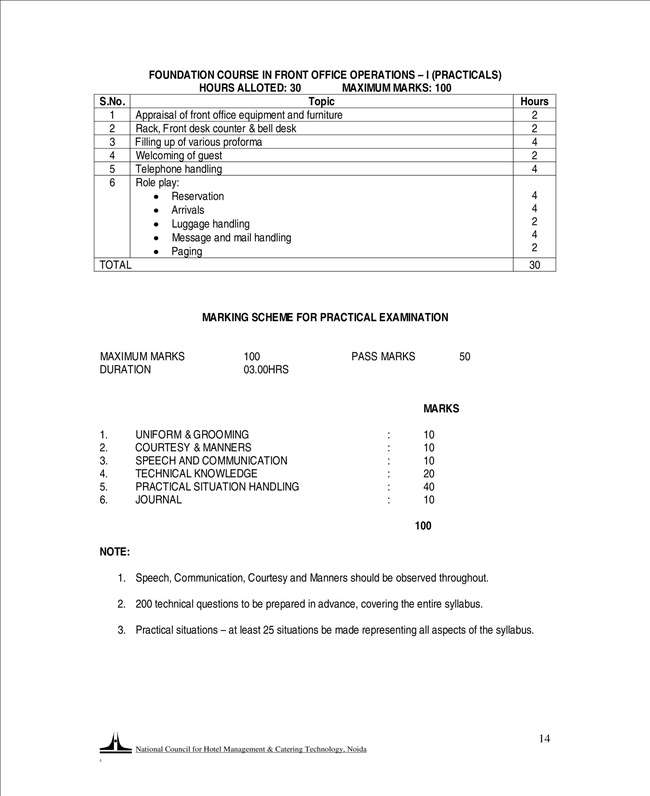 FOUNDATION COURSE IN FRONT OFFICE OPERATIONS – I (PRACTICALS)
HOURS ALLOTED: 30 MAXIMUM MARKS: 100
S.No. Topic Hours
1 Appraisal of front office equipment and furniture 2
2 Rack, Front desk counter & bell desk 2
3 Filling up of various proforma 4
4 Welcoming of guest 2
5 Telephone handling 4
6 Role play:
• Reservation 4
• Arrivals 4
• Luggage handling 2
• Message and mail handling 4
• Paging 2
TOTAL 30
MARKING SCHEME FOR PRACTICAL EXAMINATION
MAXIMUM MARKS 100 PASS MARKS 50
DURATION 03.00HRS
MARKS
1. UNIFORM & GROOMING : 10
2. COURTESY & MANNERS : 10
3. SPEECH AND COMMUNICATION : 10
4. TECHNICAL KNOWLEDGE : 20
5. PRACTICAL SITUATION HANDLING : 40
6. JOURNAL : 10
100
NOTE:
1. Speech, Communication, Courtesy and Manners should be observed throughout.
2. 200 technical questions to be prepared in advance, covering the entire syllabus.
3. Practical situations – at least 25 situations be made representing all aspects of the syllabus.
14
National Council for Hotel Management & Catering Technology, Noida